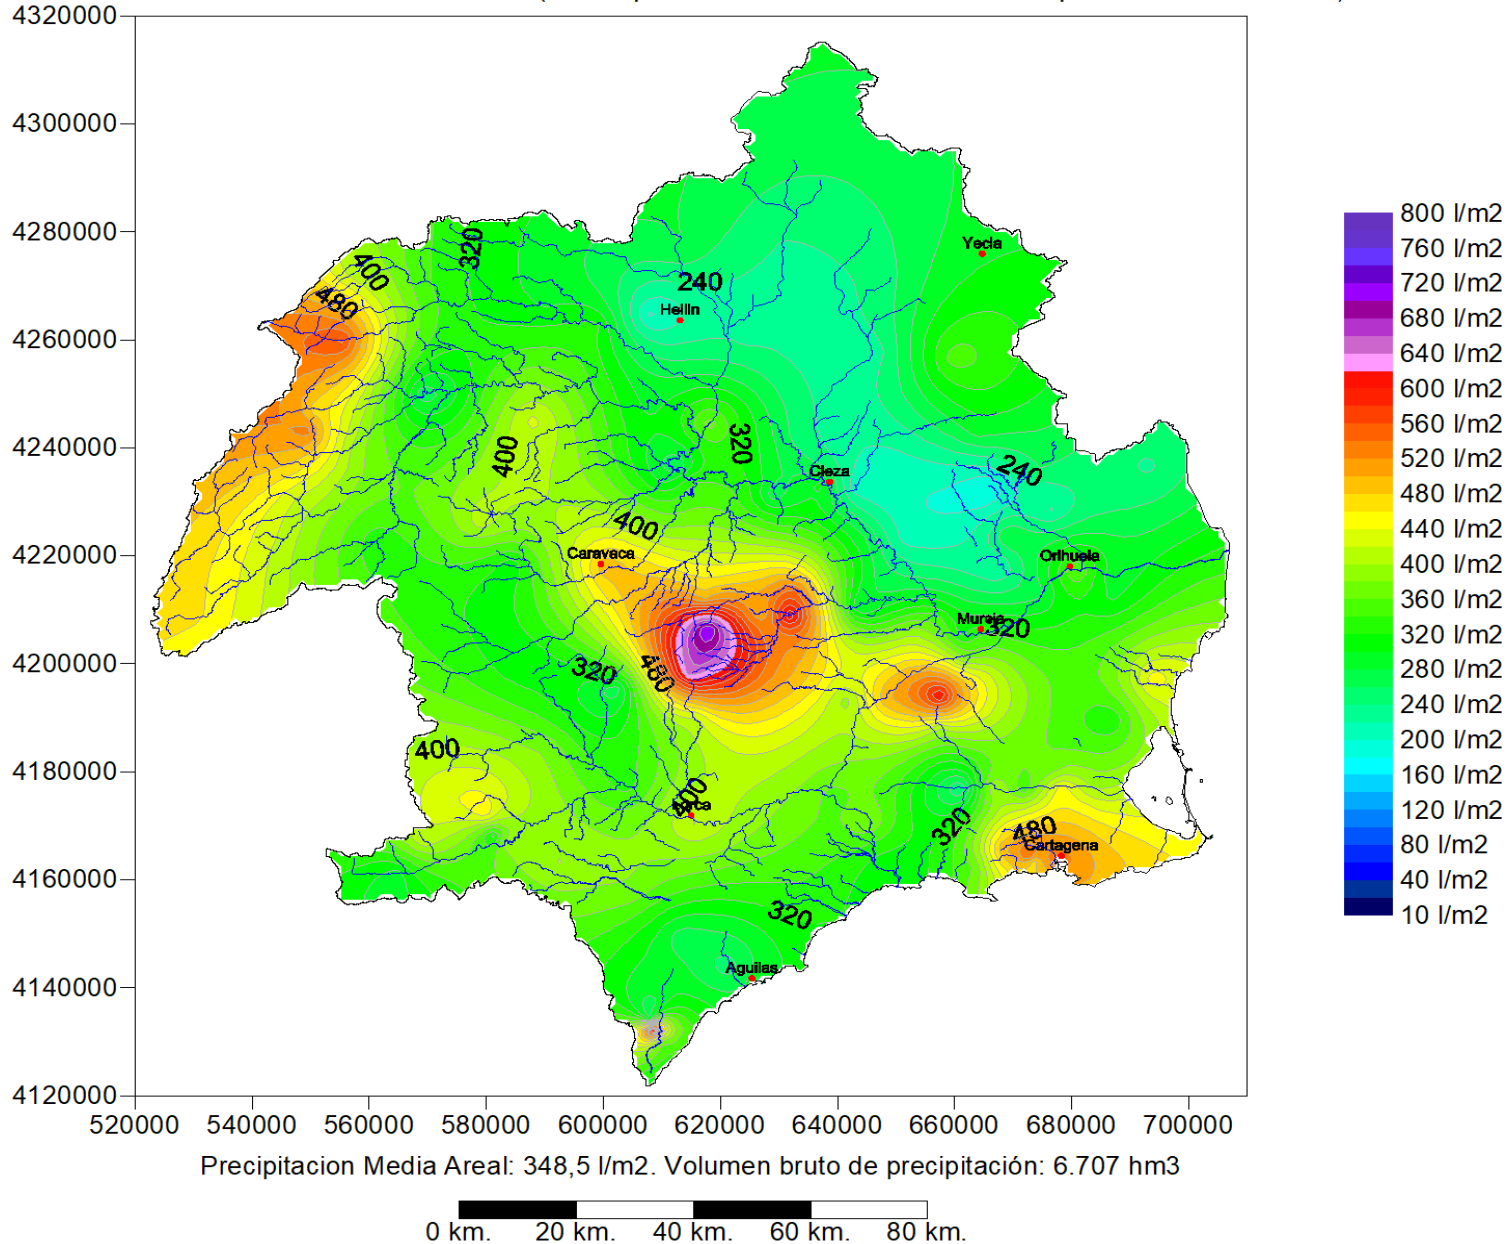 4320000
4300000
4280000
4260000
4240000
4220000
4200000
4180000
4160000
4140000
4120000
520000 540000 560000 580000 600000 620000 640000 660000 680000 700000
320
400
480
240
Yecla
Hellin
400
320
Cieza
240
400
Caravaca
Orihuela
Murcia
320
320
480
400
400
Lorca
320
480
Cartagena
320
Aguilas
800 l/m2
760 l/m2
720 l/m2
680 l/m2
640 l/m2
600 l/m2
560 l/m2
520 l/m2
480 l/m2
440 l/m2
400 l/m2
360 l/m2
320 l/m2
280 l/m2
240 l/m2
200 l/m2
160 l/m2
120 l/m2
80 l/m2
40 l/m2
10 l/m2
Precipitacion Media Areal: 348,5 l/m2. Volumen bruto de precipitación: 6.707 hm3
0 km. 20 km. 40 km. 60 km. 80 km.